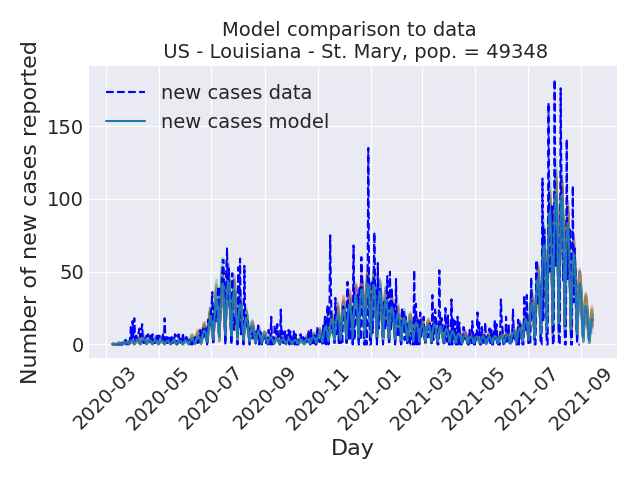 Model comparison to data
US - Louisiana - St. Mary, pop. = 49348
Number of new cases reported
new cases data
new cases model
150
100
50
0
2020-03
2020-05
2020-07
2020-09
2020-11
2021-01
2021-03
2021-05
2021-07
2021-09
Day